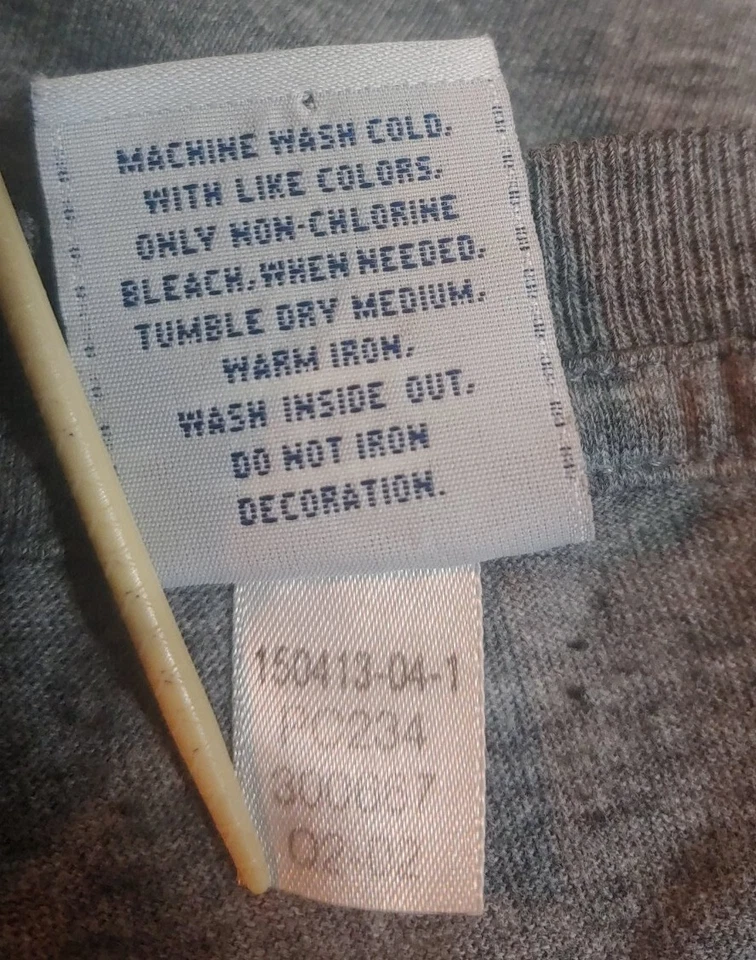 MACHINE WASH COLD,
WITH LIKE COLORS,
ONLY NON-CHLORINE
BLEACH, WHEN NEEDED,
TUMBLE DRY MEDIUM,
WARM IRON,
WASH INSIDE OUT,
DO NOT IRON
DECORATION.
150413-04-1